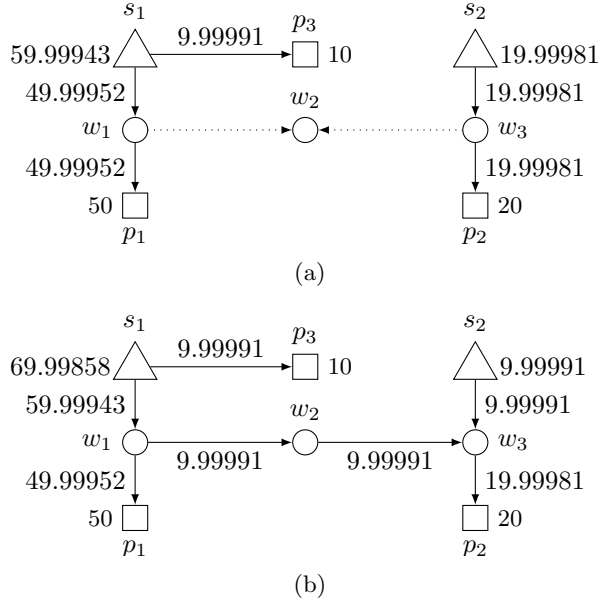 s₁ p₃ s₂
59.99943 9.99991 10 19.99981
49.99952 w₂ 19.99981
w₁ w₃
49.99952 19.99981
50 20
p₁ p₂
(a)
s₁ p₃ s₂
69.99858 9.99991 10 9.99991
59.99943 w₂ 9.99991
w₁ w₃
9.99991 9.99991
49.99952 19.99981
50 20
p₁ p₂
(b)